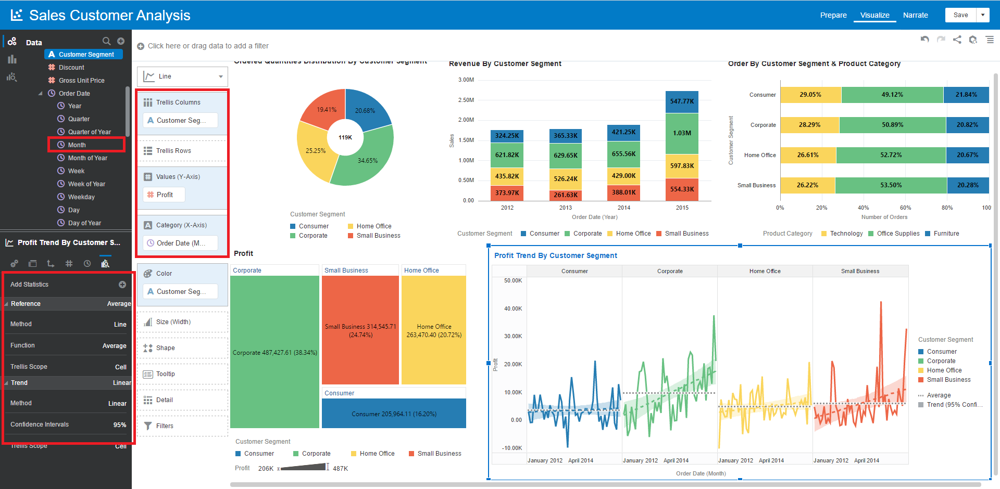 Sales Customer Analysis
Prepare
Visualize
Narrate
Save
Data
Customer Segment
Discount
Gross Unit Price
Order Date
Year
Quarter
Quarter of Year
Month
Month of Year
Week
Week of Year
Weekday
Day
Day of Year
Profit Trend By Customer S...
Add Statistics
Reference Average
Method Line
Function Average
Trellis Scope Cell
Trend Linear
Method Linear
Confidence Intervals 95%
Trellis Scope Cell
Click here or drag data to add a filter
Line
Trellis Columns
Customer Seg...
Trellis Rows
Values (Y-Axis)
Profit
Category (X-Axis)
Order Date (M...
Color
Customer Seg...
Size (Width)
Shape
Tooltip
Detail
Filters
Ordered Quantities Distribution By Customer Segment
19.41%
20.68%
119K
25.25%
34.65%
Customer Segment
Consumer
Home Office
Corporate
Small Business
Revenue By Customer Segment
Sales
3.00M
2.50M
2.00M
1.50M
1.00M
0.50M
0.00
324.25K
621.82K
435.82K
373.97K
365.33K
629.65K
526.24K
261.63K
421.25K
655.56K
429.00K
388.01K
547.77K
1.03M
597.83K
554.33K
2012 2013 2014 2015
Order Date (Year)
Customer Segment Consumer Corporate Home Office Small Business
Order By Customer Segment & Product Category
Customer Segment
Consumer 29.05% 49.12% 21.84%
Corporate 28.29% 50.89% 20.82%
Home Office 26.61% 52.72% 20.67%
Small Business 26.22% 53.50% 20.28%
0% 20% 40% 60% 80% 100
Number of Orders
Product Category Technology Office Supplies Furniture
Profit
Corporate
Corporate 487,427.61 (38.34%)
Small Business
Small Business 314,545.71
(24.74%)
Home Office
Home Office
263,470.40 (20.72%)
Consumer
Consumer 205,964.11 (16.20%)
Customer Segment
Consumer Corporate Home Office Small Business
Profit 206K 487K
Profit Trend By Customer Segment
Consumer Corporate Home Office Small Business
Profit
50.00K
40.00K
30.00K
20.00K
10.00K
0.00
-10.00K
January 2012 April 2014 January 2012 April 2014 January 2012 April 2014 January 2012 April 2014
Order Date (Month)
Customer Segment
Consumer
Corporate
Home Office
Small Business
Average
Trend (95% Confi...